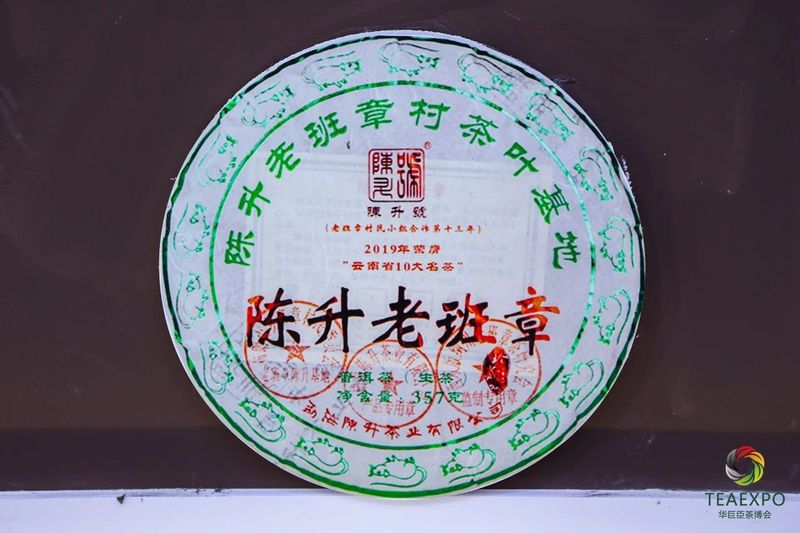 陈升老班章村茶叶基地
陳升號
®
陳升號
(老班章村民小组合作第十三年)
2019年荣膺
"云南省10大名茶"
陈升老班章
普洱茶(生茶)
净含量:357克
勐海陈升茶业有限公司
TEAEXPO
华巨臣茶博会